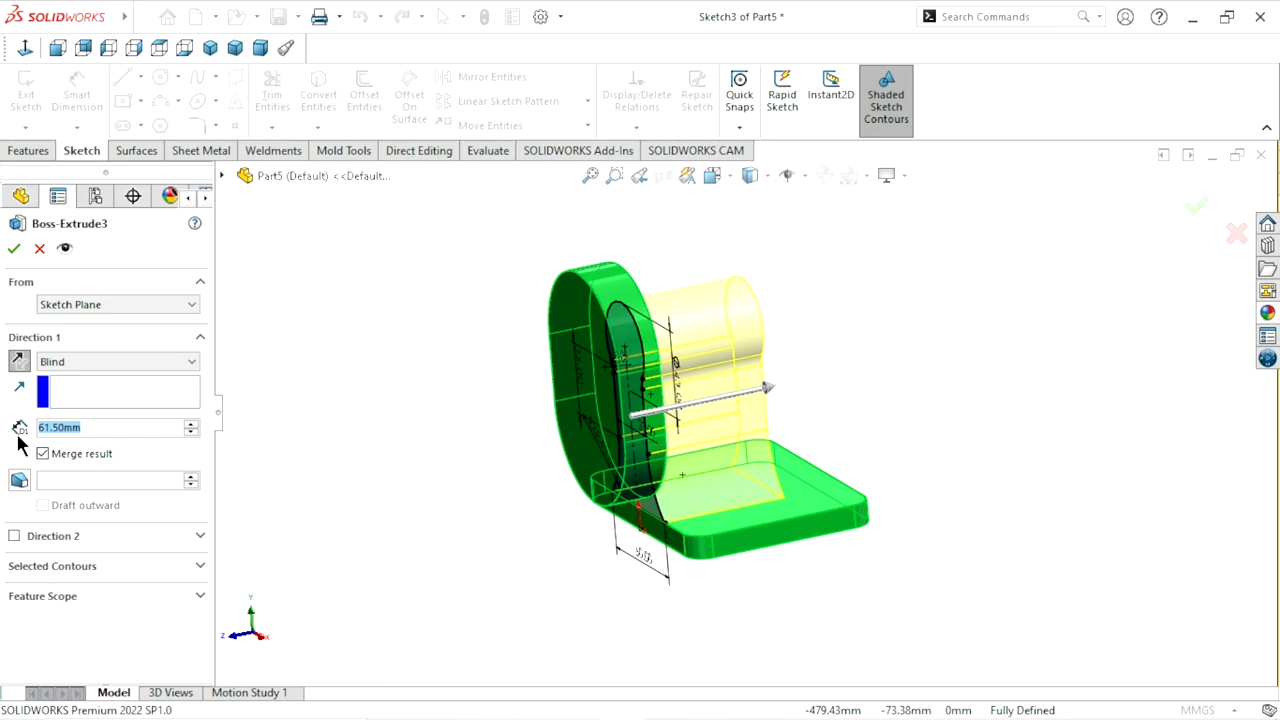 SOLIDWORKS
Sketch3 of Part5 *
Search Commands
Exit Sketch
Smart Dimension
Trim Entities
Convert Entities
Offset Entities
Offset On Surface
Mirror Entities
Linear Sketch Pattern
Move Entities
Display/Delete Relations
Repair Sketch
Quick Snaps
Rapid Sketch
Instant2D
Shaded Sketch Contours
Features
Sketch
Surfaces
Sheet Metal
Weldments
Mold Tools
Direct Editing
Evaluate
SOLIDWORKS Add-Ins
SOLIDWORKS CAM
Part5 (Default) <<Default...
Boss-Extrude3
From
Sketch Plane
Direction 1
Blind
D1
61.50mm
Merge result
Draft outward
Direction 2
Selected Contours
Feature Scope
Y
Z
X
Model
3D Views
Motion Study 1
SOLIDWORKS Premium 2022 SP1.0
-479.43mm
-73.38mm
0mm
Fully Defined
MMGS